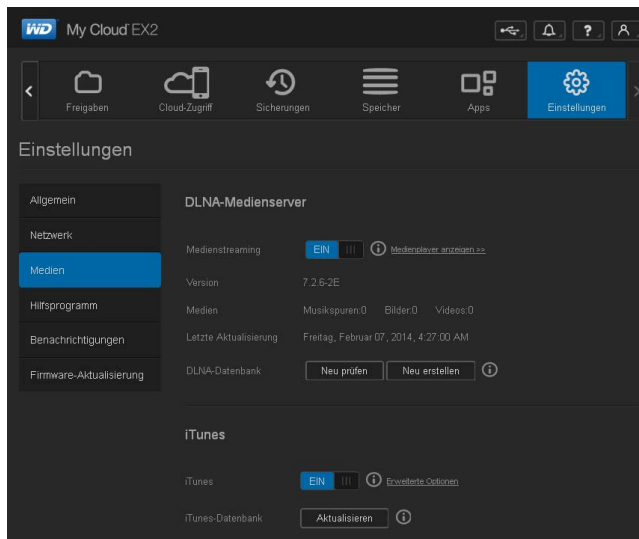 WD My Cloud EX2
?
Freigaben Cloud-Zugriff Sicherungen Speicher Apps Einstellungen
Einstellungen
Allgemein
Netzwerk
Medien
Hilfsprogramm
Benachrichtigungen
Firmware-Aktualisierung
DLNA-Medienserver
Medienstreaming EIN Medienplayer anzeigen >>
Version 7.2.6-2E
Medien Musikspuren:0 Bilder:0 Videos:0
Letzte Aktualisierung Freitag, Februar 07, 2014, 4:27:00 AM
DLNA-Datenbank Neu prüfen Neu erstellen
iTunes
iTunes EIN Erweiterte Optionen
iTunes-Datenbank Aktualisieren